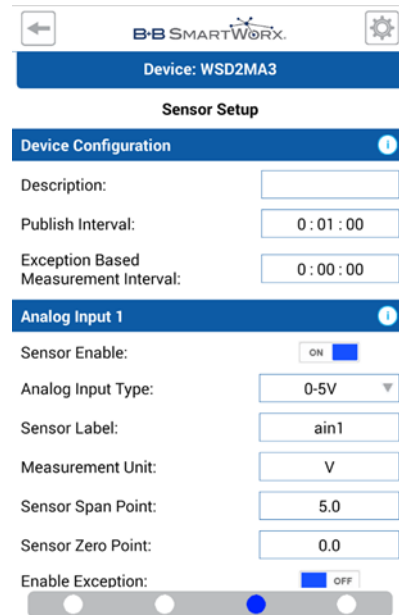 B+B SMARTWORX.
Device: WSD2MA3
Sensor Setup
Device Configuration
Description:
Publish Interval: 0 : 01 : 00
Exception Based
Measurement Interval: 0 : 00 : 00
Analog Input 1
Sensor Enable: ON
Analog Input Type: 0-5V
Sensor Label: ain1
Measurement Unit: V
Sensor Span Point: 5.0
Sensor Zero Point: 0.0
Enable Exception: OFF